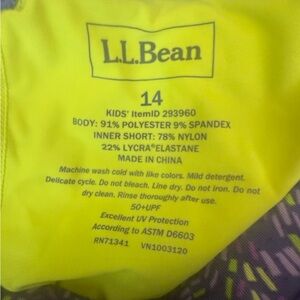 L.L.Bean
14
KIDS' ItemID 293960
BODY: 91% POLYESTER 9% SPANDEX
INNER SHORT: 78% NYLON
22% LYCRA® ELASTANE
MADE IN CHINA
Machine wash cold with like colors. Mild detergent.
Delicate cycle. Do not bleach. Line dry. Do not iron. Do not
dry clean. Rinse thoroughly after use.
50+UPF
Excellent UV Protection
According to ASTM D6603
RN71341 VN1003120